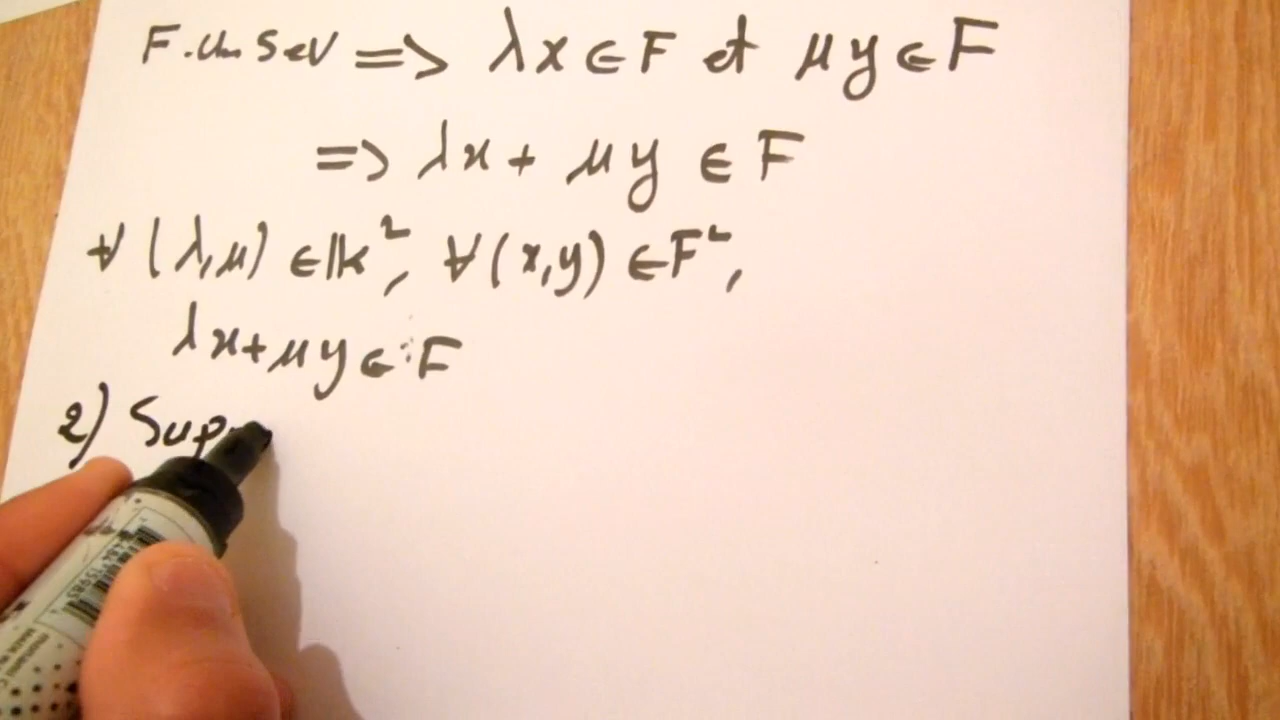 F. un sev => λx ∈ F et μy ∈ F
=> λx + μy ∈ F
∀ (λ,μ) ∈ 𝕂², ∀ (x,y) ∈ F²,
λx + μy ∈ F
2) Sup